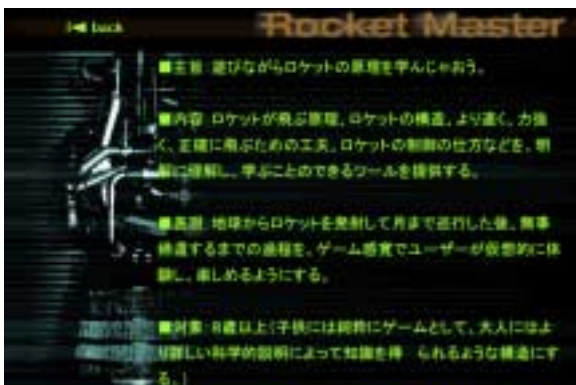 back
Rocket Master
■主旨 遊びながらロケットの原理を学んじゃおう。
■内容 ロケットが飛ぶ原理、ロケットの構造、より速く、力強
く、正確に飛ぶための工夫、ロケットの制御の仕方などを、明
解に理解し、学ぶことのできるツールを提供する。
地球からロケットを発射して月まで巡行した後、無事
帰還するまでの過程を、ゲーム感覚でユーザーが仮想的に体
験し、楽しめるようにする。
■対象 8歳以上(子供には純粋にゲームとして、大人にはよ
り詳しい科学的説明によって知識を得 られるような構造にす
る。)